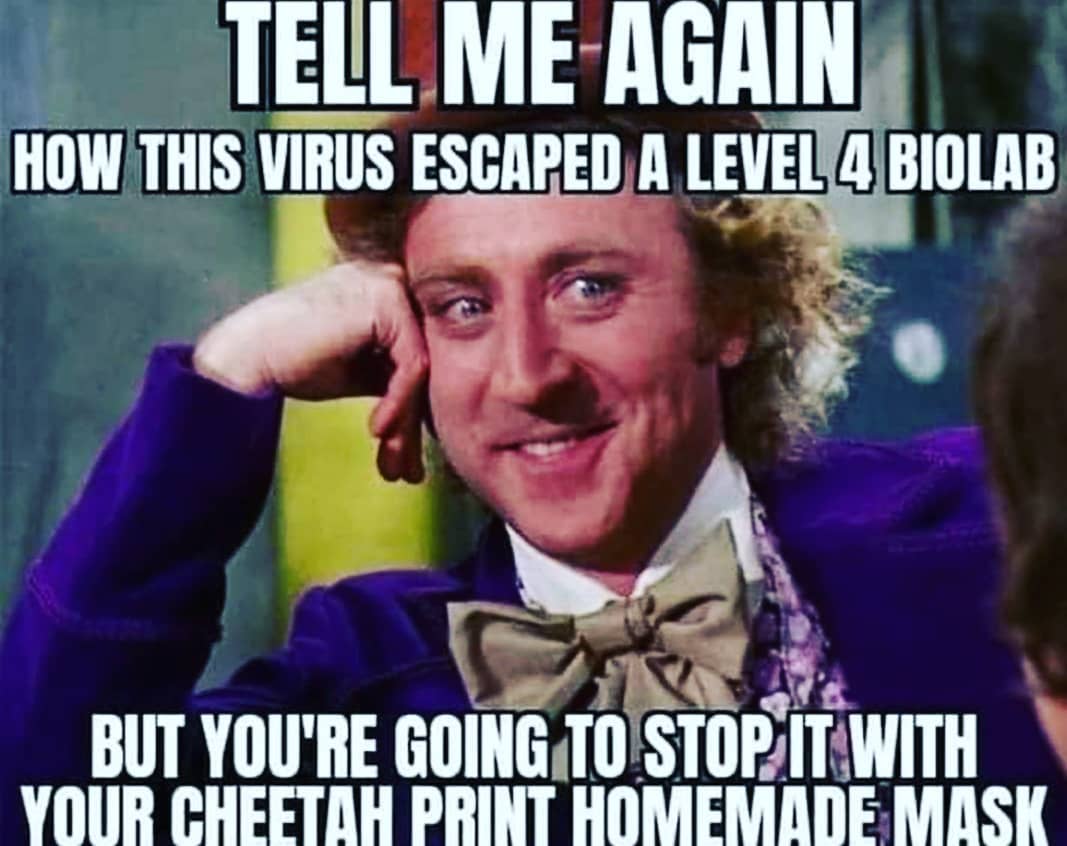 TELL ME AGAIN
HOW THIS VIRUS ESCAPED A LEVEL 4 BIOLAB
BUT YOU'RE GOING TO STOP IT WITH
YOUR CHEETAH PRINT HOMEMADE MASK